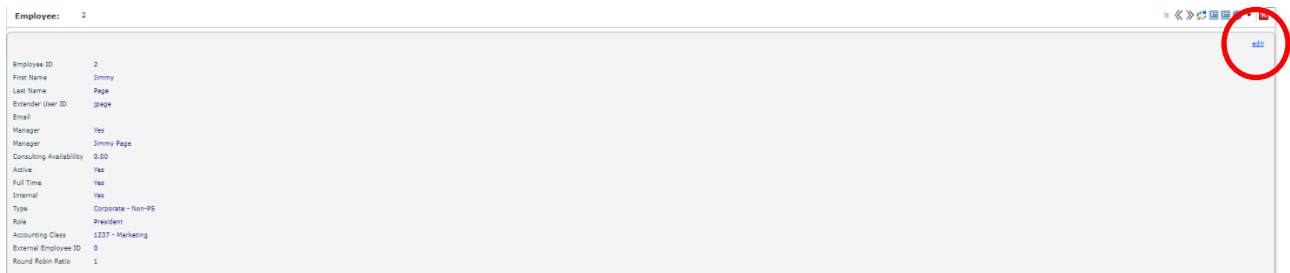 Employee: 2
edit
Employee ID 2
First Name Jimmy
Last Name Page
Extender User ID jpage
Email
Manager Yes
Manager Jimmy Page
Consulting Availablility 0.00
Active Yes
Full Time Yes
Internal Yes
Type Corporate - Non-PS
Role President
Accounting Class 1237 - Marketing
External Employee ID 0
Round Robin Ratio 1